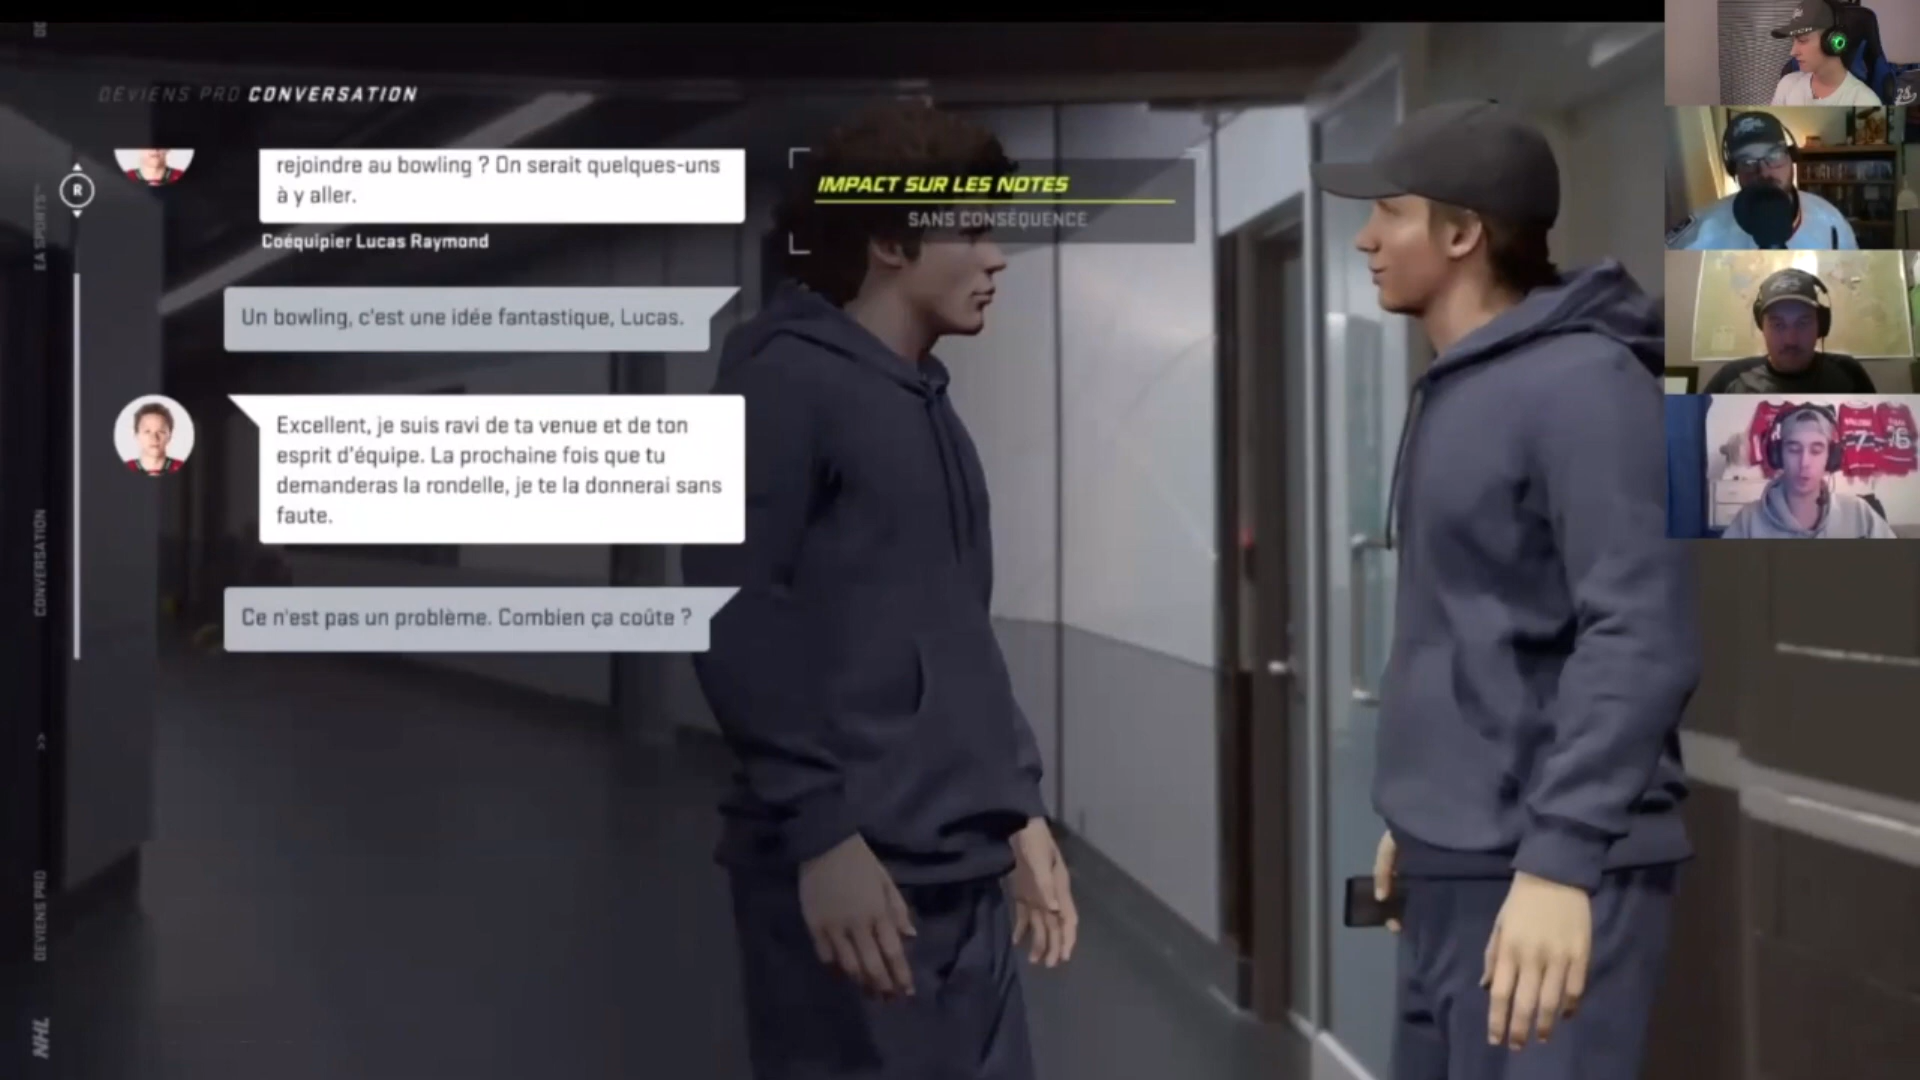 DEVIENS PRO CONVERSATION
rejoindre au bowling ? On serait quelques-uns
à y aller.
Coéquipier Lucas Raymond
R
IMPACT SUR LES NOTES
SANS CONSÉQUENCE
Un bowling, c'est une idée fantastique, Lucas.
Excellent, je suis ravi de ta venue et de ton
esprit d'équipe. La prochaine fois que tu
demanderas la rondelle, je te la donnerai sans
faute.
Ce n'est pas un problème. Combien ça coûte ?
NHL
DEVIENS PRO
>>
CONVERSATION
EA SPORTS™
7
76